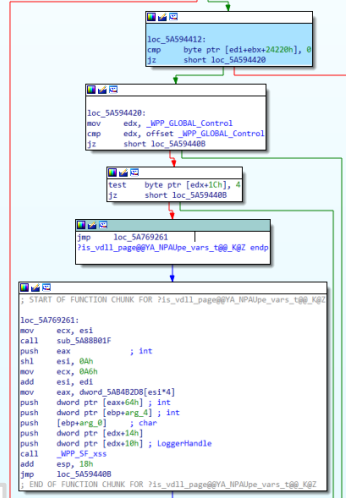 loc_5A594412:
cmp byte ptr [edi+ebx+24220h], 0
jz short loc_5A594420
loc_5A594420:
mov edx, _WPP_GLOBAL_Control
cmp edx, offset _WPP_GLOBAL_Control
jz short loc_5A59440B
test byte ptr [edx+1Ch], 4
jz short loc_5A59440B
jmp loc_5A769261
?is_vdll_page@@YA_NPAUpe_vars_t@@_K@Z endp
; START OF FUNCTION CHUNK FOR ?is_vdll_page@@YA_NPAUpe_vars_t@@_K@Z
loc_5A769261:
mov ecx, esi
call sub_5A88B01F
push eax ; int
shl esi, 0Ah
mov ecx, 0A6h
add esi, edi
mov eax, dword_5AB4B2D8[esi*4]
push dword ptr [eax+64h] ; int
push dword ptr [ebp+arg_4] ; int
push [ebp+arg_0] ; char
push dword ptr [edx+14h]
push dword ptr [edx+10h] ; LoggerHandle
call _WPP_SF_xss
add esp, 18h
jmp loc_5A59440B
; END OF FUNCTION CHUNK FOR ?is_vdll_page@@YA_NPAUpe_vars_t@@_K@Z